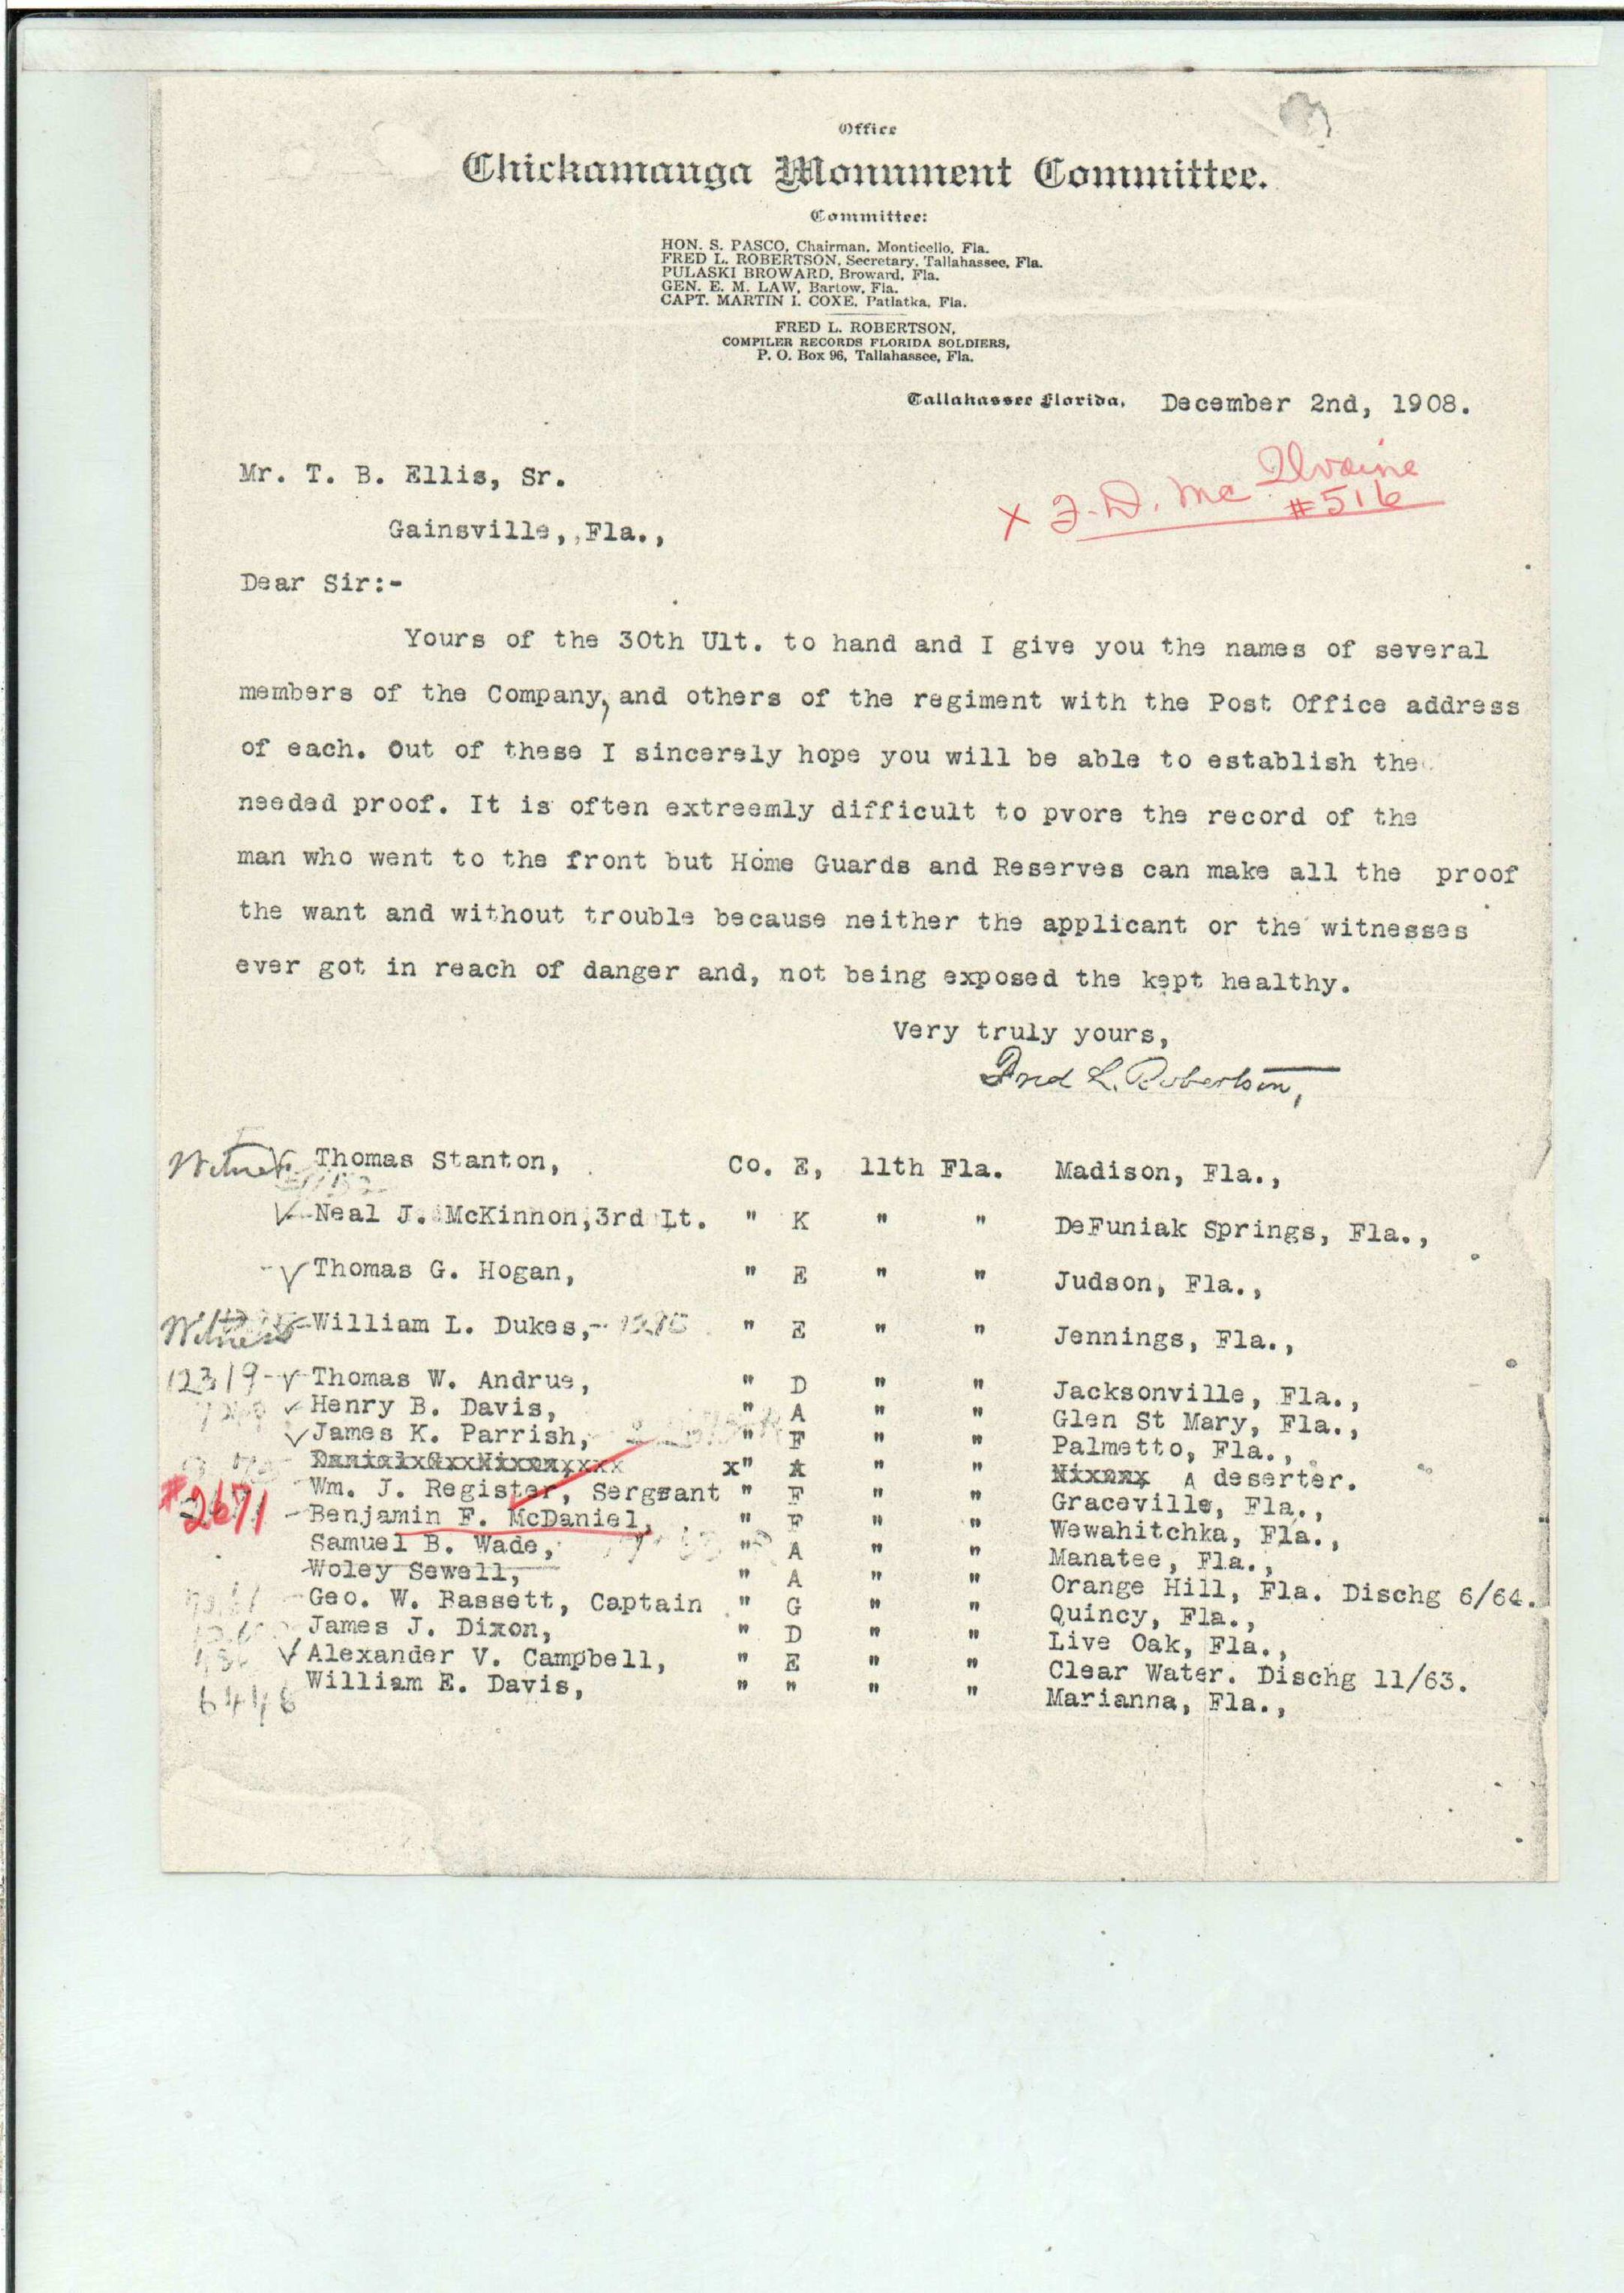 Office
Chickamauga Monument Committee.
Committee:
HON. S. PASCO, Chairman, Monticello, Fla.
FRED L. ROBERTSON, Secretary, Tallahassee, Fla.
PULASKI BROWARD, Broward, Fla.
GEN. E. M. LAW, Bartow, Fla.
CAPT. MARTIN I. COXE, Patlatka, Fla.
FRED L. ROBERTSON,
COMPILER RECORDS FLORIDA SOLDIERS,
P. O. Box 96, Tallahassee, Fla.
Tallahassee Florida, December 2nd, 1908.
x J. D. Mc Ilvaine
#516
Mr. T. B. Ellis, Sr.
Gainsville,,Fla.,
Dear Sir:-
Yours of the 30th Ult. to hand and I give you the names of several
members of the Company, and others of the regiment with the Post Office address
of each. Out of these I sincerely hope you will be able to establish the
needed proof. It is often extreemly difficult to pvore the record of the
man who went to the front but Home Guards and Reserves can make all the proof
the want and without trouble because neither the applicant or the witnesses
ever got in reach of danger and, not being exposed the kept healthy.
Very truly yours,
Fred L. Robertson,
Witness Thomas Stanton, Co. E, 11th Fla. Madison, Fla.,
Neal J. McKinnon,3rd Lt. " K " " DeFuniak Springs, Fla.,
Thomas G. Hogan, " E " " Judson, Fla.,
Witness William L. Dukes, " E " " Jennings, Fla.,
12319 Thomas W. Andrue, " D " " Jacksonville, Fla.,
Henry B. Davis, " A " " Glen St Mary, Fla.,
James K. Parrish, " F " " Palmetto, Fla.,
x" A " " A deserter.
Wm. J. Register, Sergeant " F " " Graceville, Fla.,
#2671 Benjamin F. McDaniel, " F " " Wewahitchka, Fla.,
Samuel B. Wade, " A " " Manatee, Fla.,
Woley Sewell, " A " " Orange Hill, Fla. Dischg 6/64.
Geo. W. Bassett, Captain " G " " Quincy, Fla.,
James J. Dixon, " D " " Live Oak, Fla.,
Alexander V. Campbell, " E " " Clear Water. Dischg 11/63.
6448 William E. Davis, " " " " Marianna, Fla.,